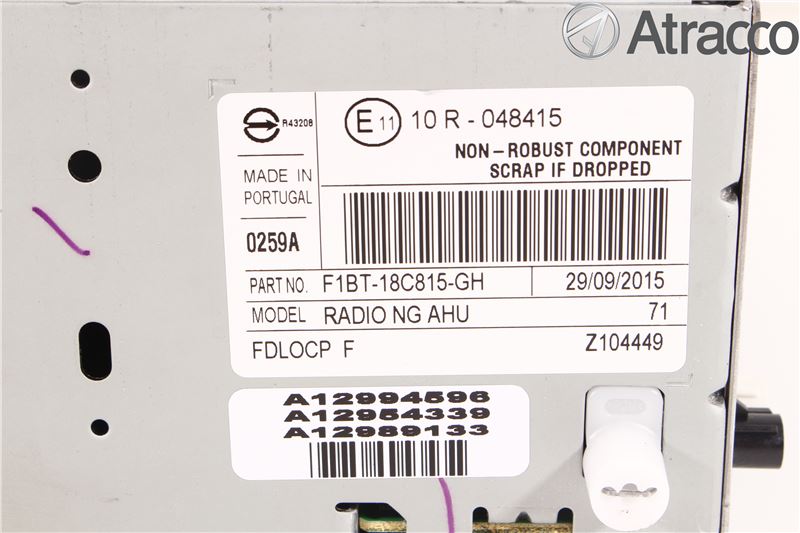 Atracco
R43208
E 11 10 R - 048415
NON-ROBUST COMPONENT
SCRAP IF DROPPED
MADE IN
PORTUGAL
0259A
PART NO. F1BT-18C815-GH 29/09/2015
MODEL RADIO NG AHU 71
FDLOCP F Z104449
A12994596
A12954339
A12989133